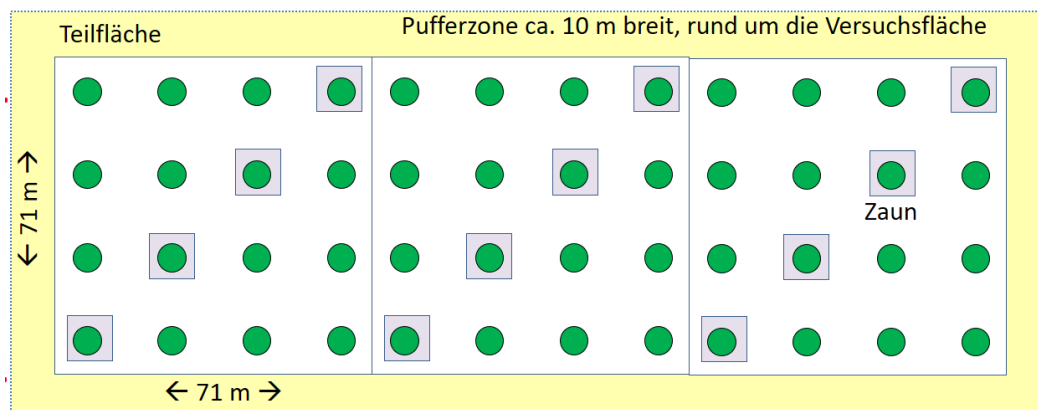 Teilfläche
Pufferzone ca. 10 m breit, rund um die Versuchsfläche
← 71 m →
Zaun
← 71 m →